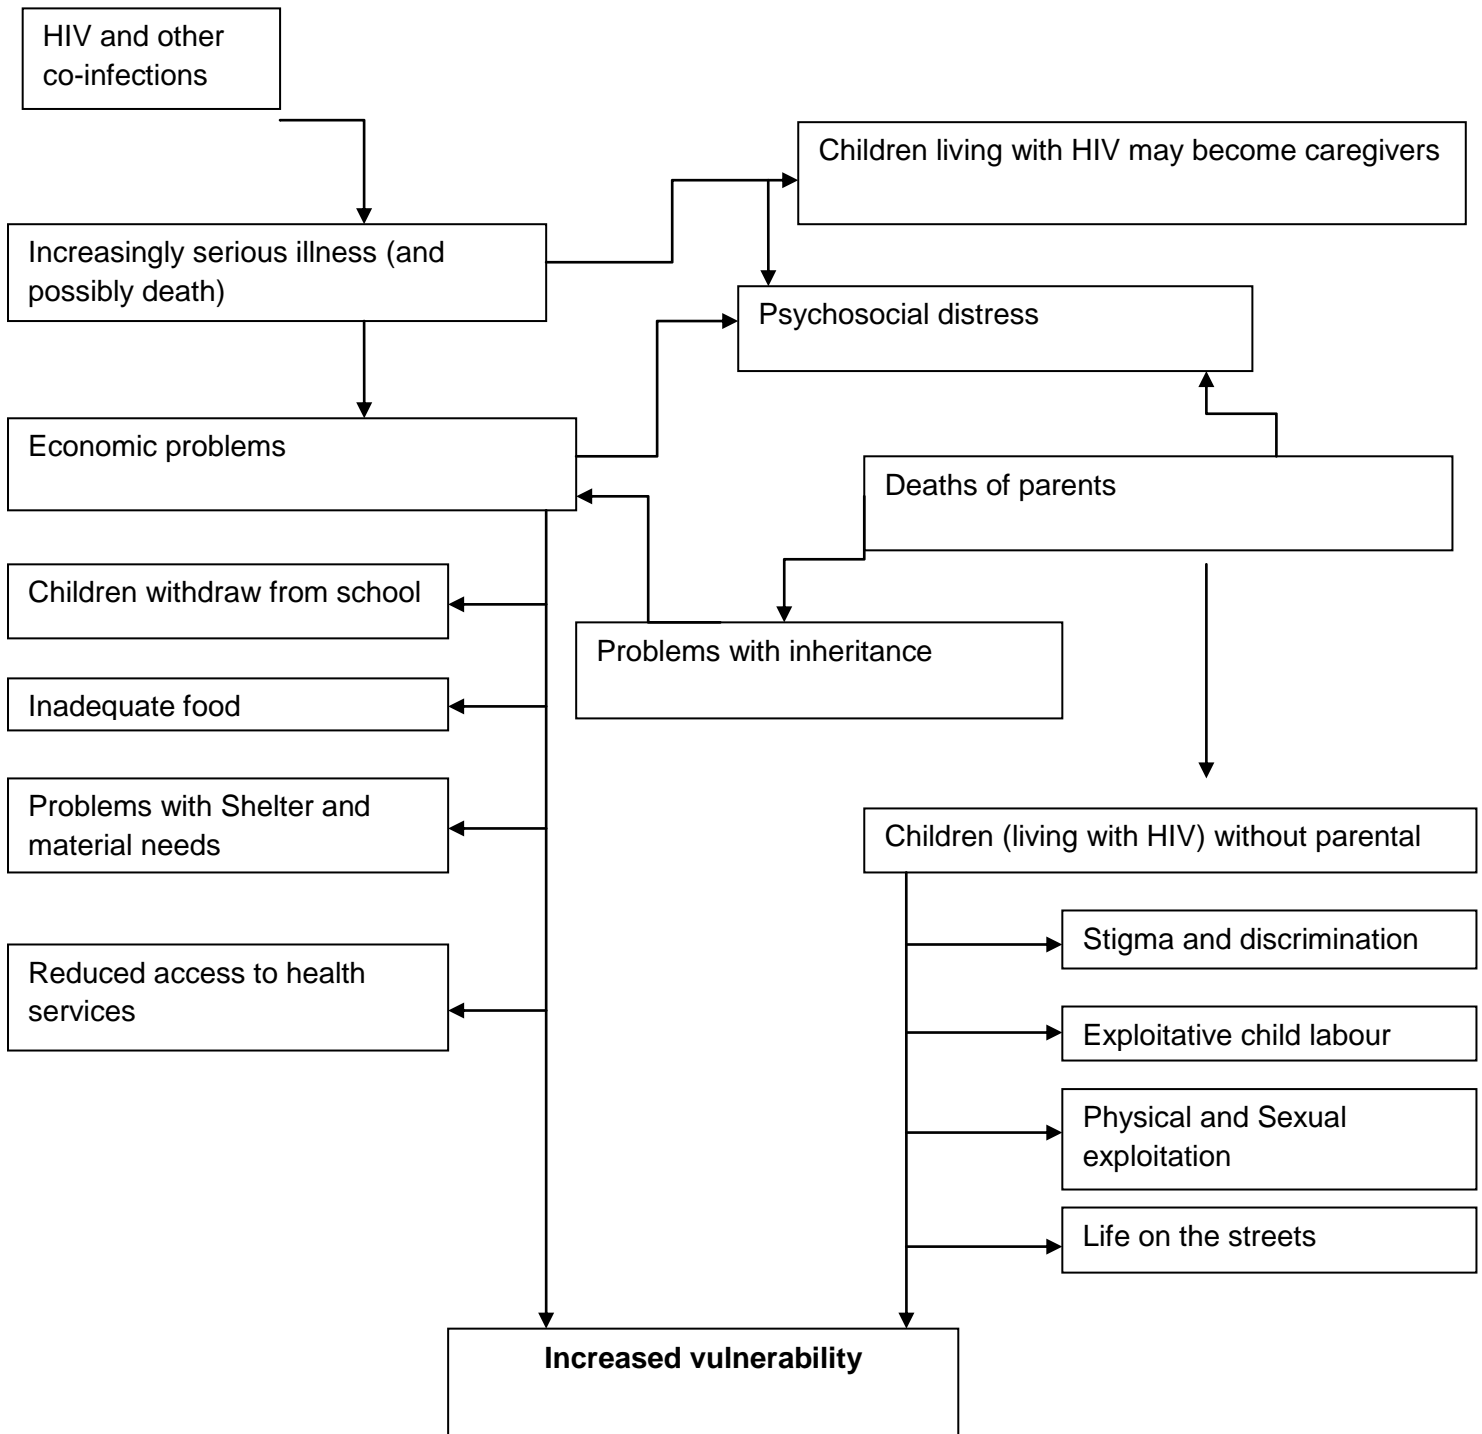 HIV and other
co-infections
Children living with HIV may become caregivers
Increasingly serious illness (and
possibly death)
Psychosocial distress
Economic problems
Deaths of parents
Children withdraw from school
Problems with inheritance
Inadequate food
Problems with Shelter and
material needs
Children (living with HIV) without parental
Stigma and discrimination
Reduced access to health
services
Exploitative child labour
Physical and Sexual
exploitation
Life on the streets
Increased vulnerability